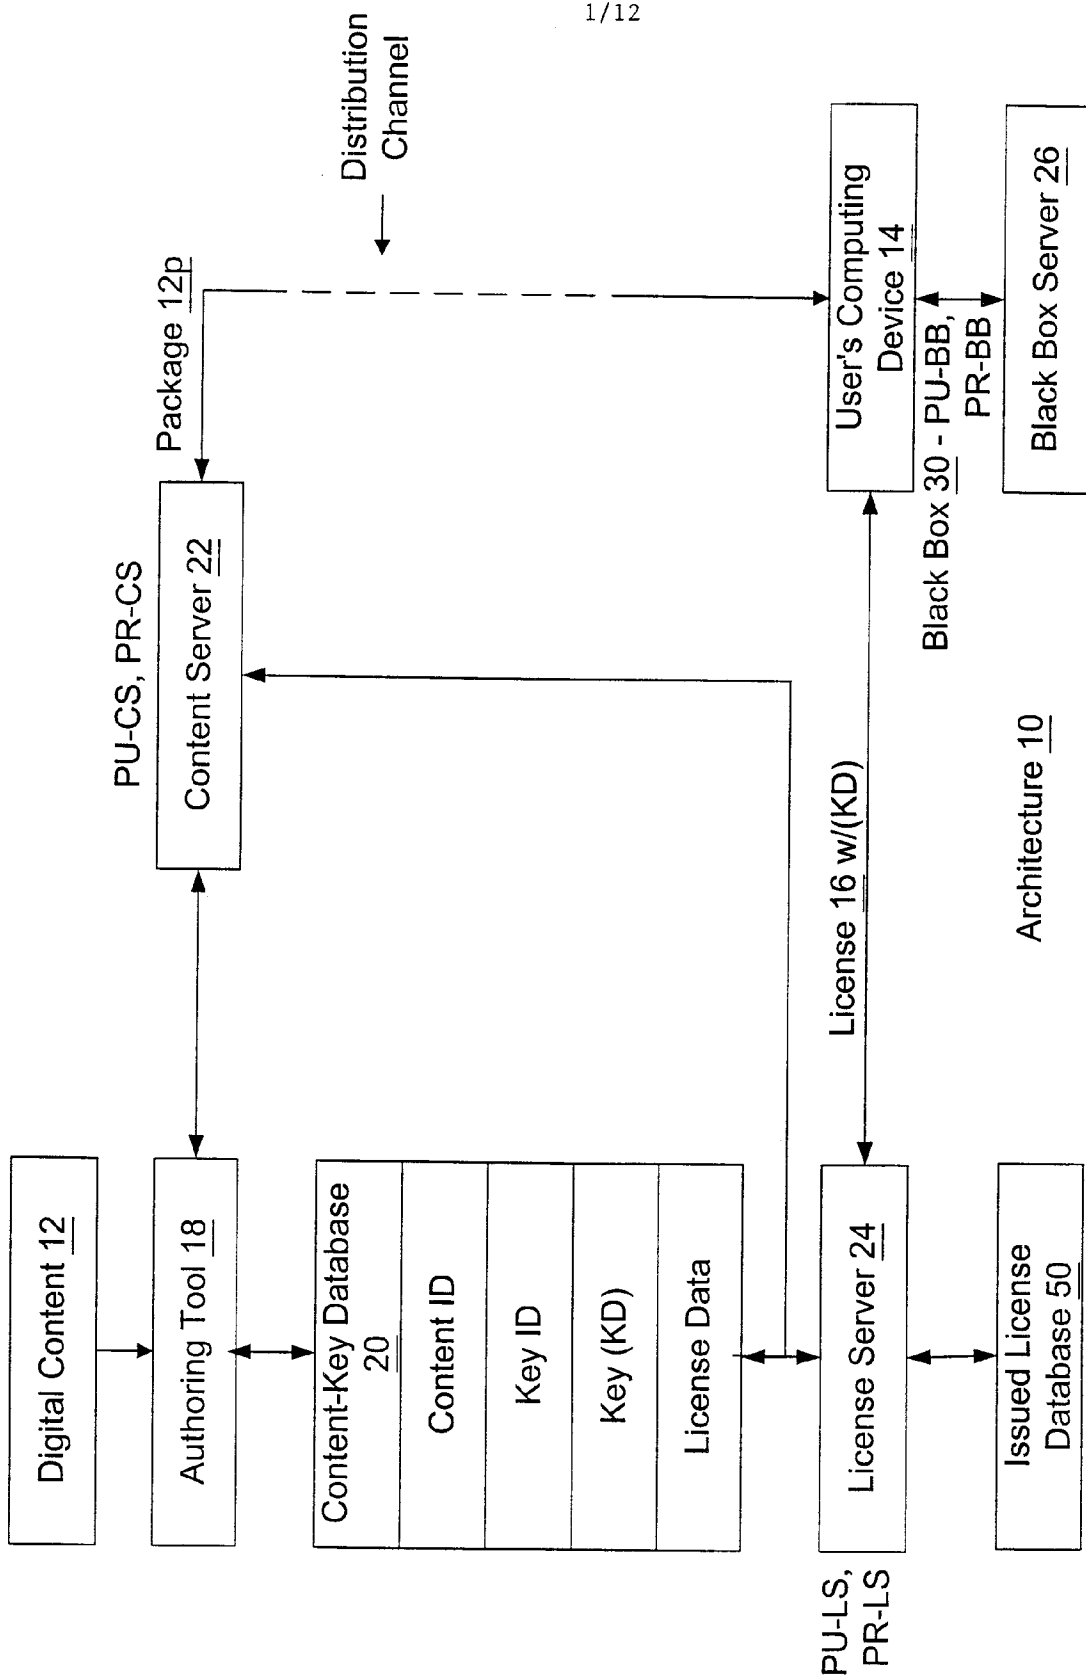 1/12
Digital Content 12
Authoring Tool 18
Content-Key Database
20
Content ID
Key ID
Key (KD)
License Data
PU-LS,
PR-LS
License Server 24
Issued License
Database 50
PU-CS, PR-CS
Content Server 22
Package 12p
Distribution
Channel
License 16 w/(KD)
User's Computing
Device 14
Black Box 30 - PU-BB,
PR-BB
Black Box Server 26
Architecture 10